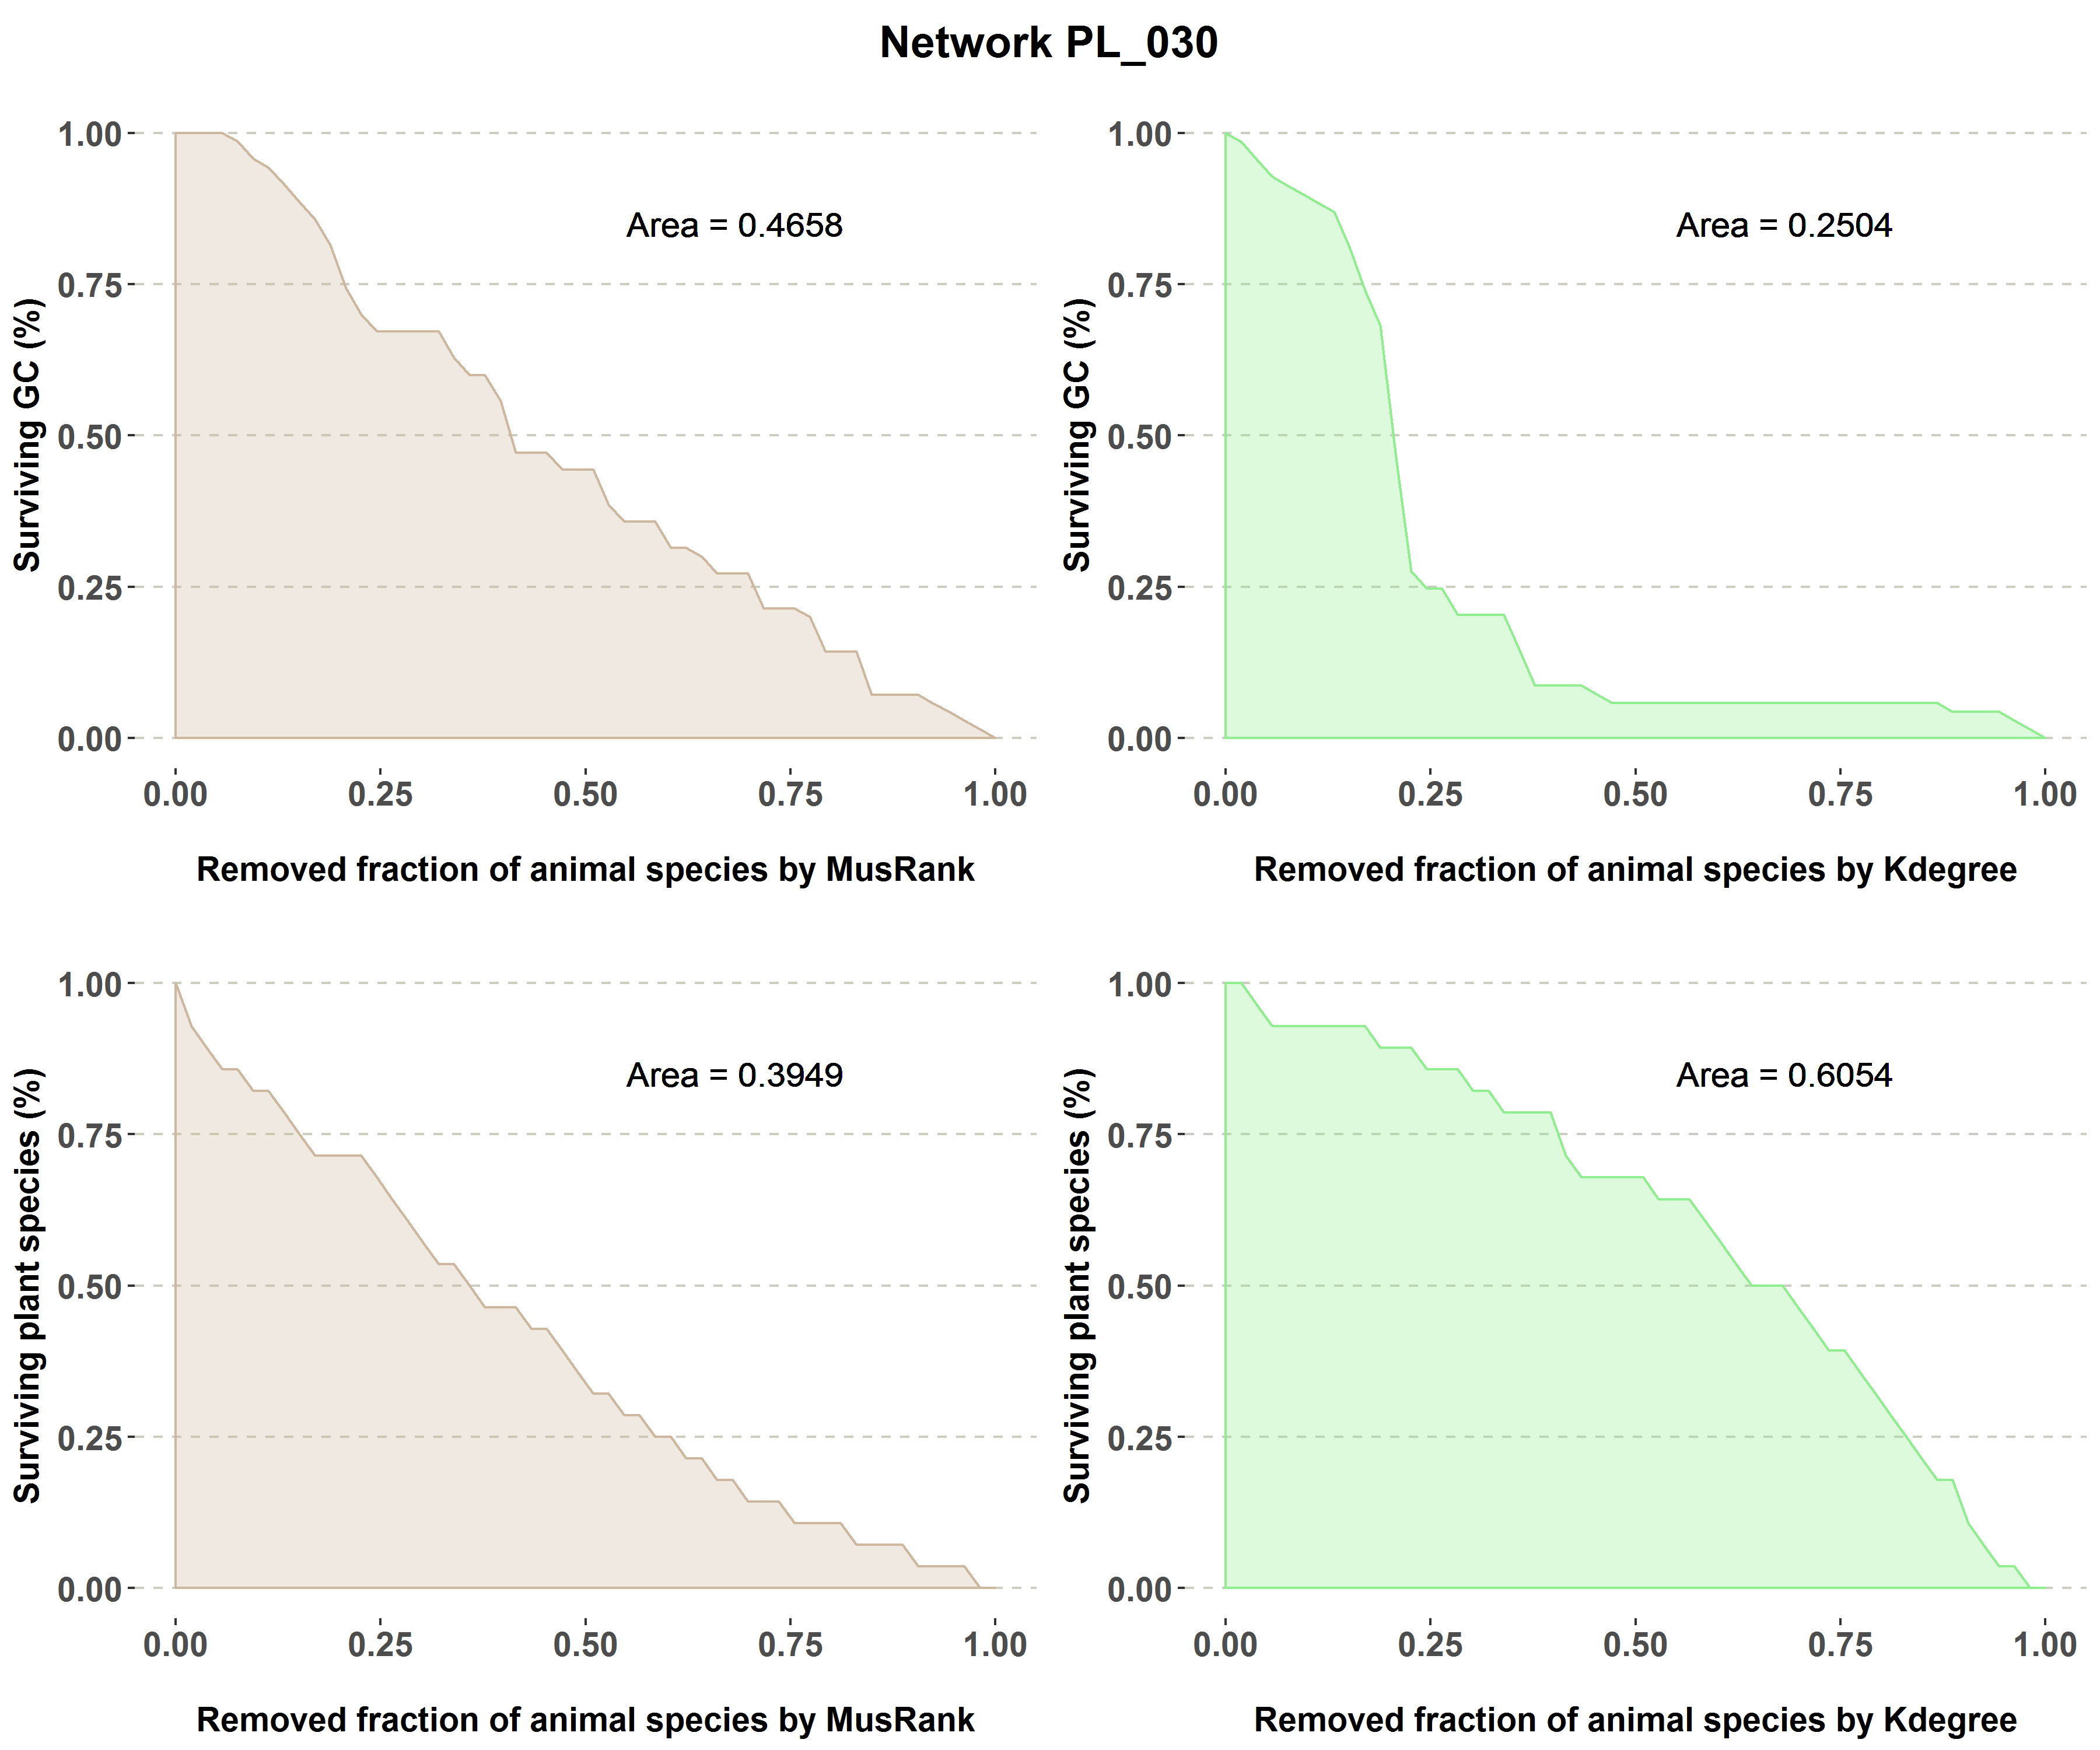 Network PL_030
Surviving GC (%)
1.00
0.75
0.50
0.25
0.00
Area = 0.4658
0.00 0.25 0.50 0.75 1.00
Removed fraction of animal species by MusRank
Surviving GC (%)
1.00
0.75
0.50
0.25
0.00
Area = 0.2504
0.00 0.25 0.50 0.75 1.00
Removed fraction of animal species by Kdegree
Surviving plant species (%)
1.00
0.75
0.50
0.25
0.00
Area = 0.3949
0.00 0.25 0.50 0.75 1.00
Removed fraction of animal species by MusRank
Surviving plant species (%)
1.00
0.75
0.50
0.25
0.00
Area = 0.6054
0.00 0.25 0.50 0.75 1.00
Removed fraction of animal species by Kdegree